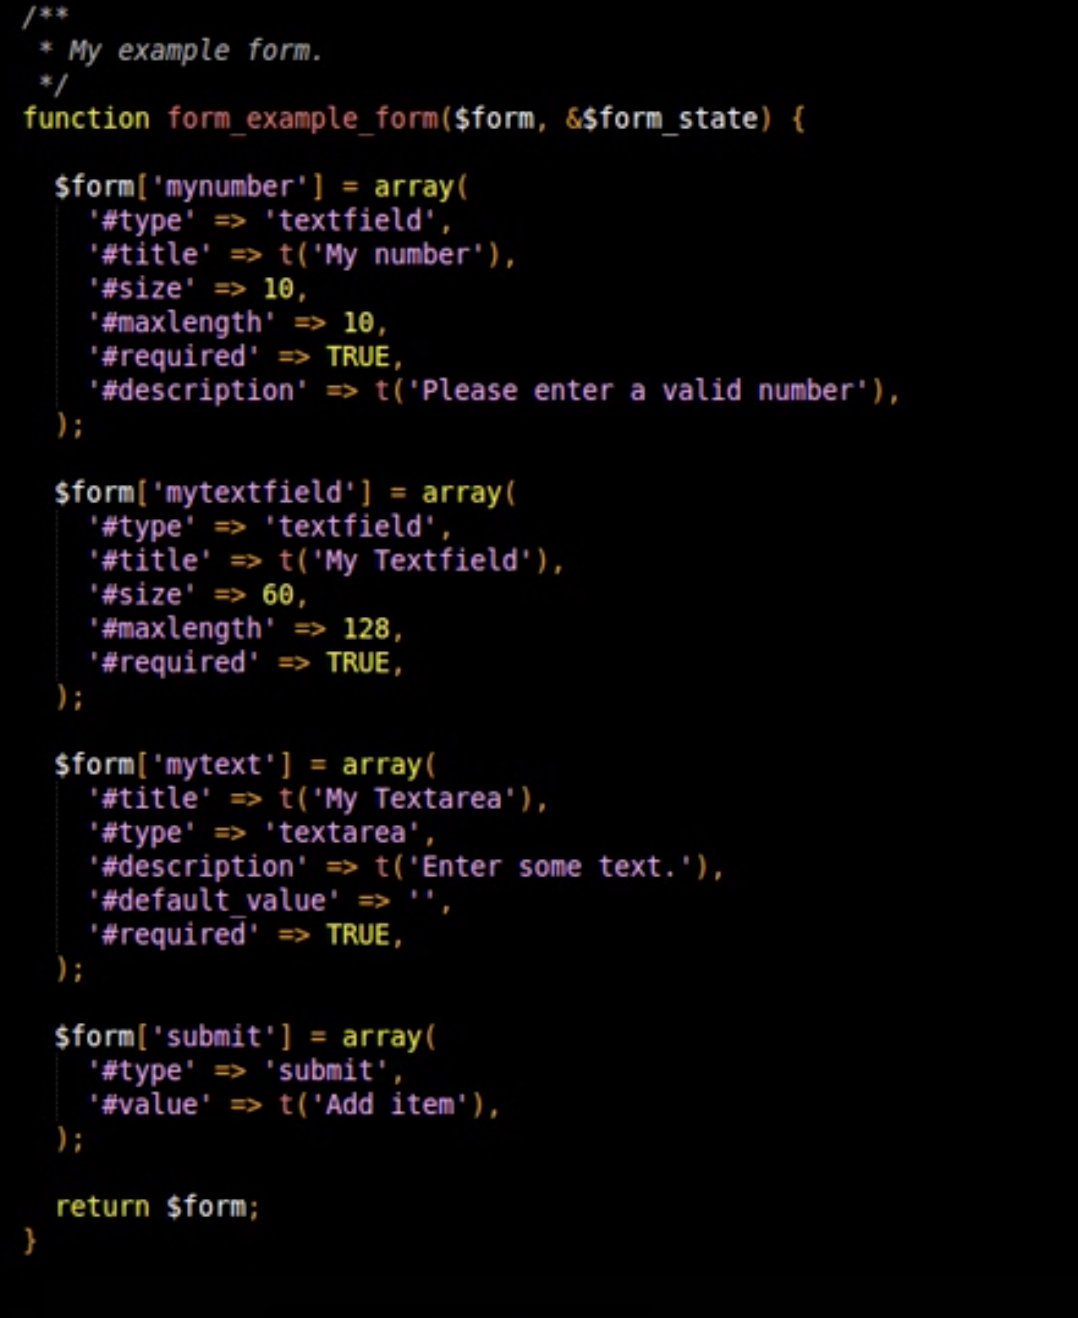 /**
 * My example form.
 */
function form_example_form($form, &$form_state) {
  $form['mynumber'] = array(
    '#type' => 'textfield',
    '#title' => t('My number'),
    '#size' => 10,
    '#maxlength' => 10,
    '#required' => TRUE,
    '#description' => t('Please enter a valid number'),
  );
  $form['mytextfield'] = array(
    '#type' => 'textfield',
    '#title' => t('My Textfield'),
    '#size' => 60,
    '#maxlength' => 128,
    '#required' => TRUE,
  );
  $form['mytext'] = array(
    '#title' => t('My Textarea'),
    '#type' => 'textarea',
    '#description' => t('Enter some text.'),
    '#default_value' => '',
    '#required' => TRUE,
  );
  $form['submit'] = array(
    '#type' => 'submit',
    '#value' => t('Add item'),
  );
  return $form;
}